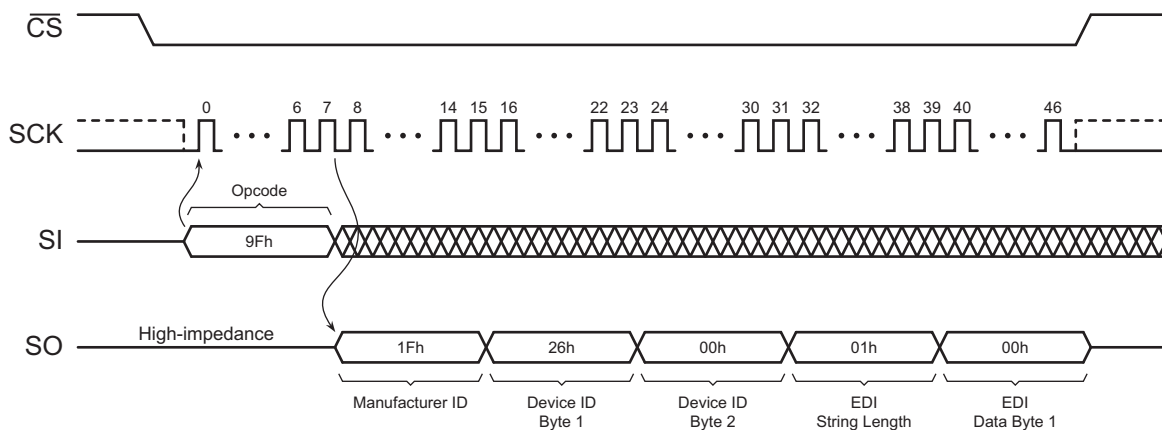 CS
0 6 7 8 14 15 16 22 23 24 30 31 32 38 39 40 46
SCK
Opcode
SI 9Fh
SO High-impedance 1Fh 26h 00h 01h 00h
Manufacturer ID Device ID Device ID EDI EDI
Byte 1 Byte 2 String Length Data Byte 1